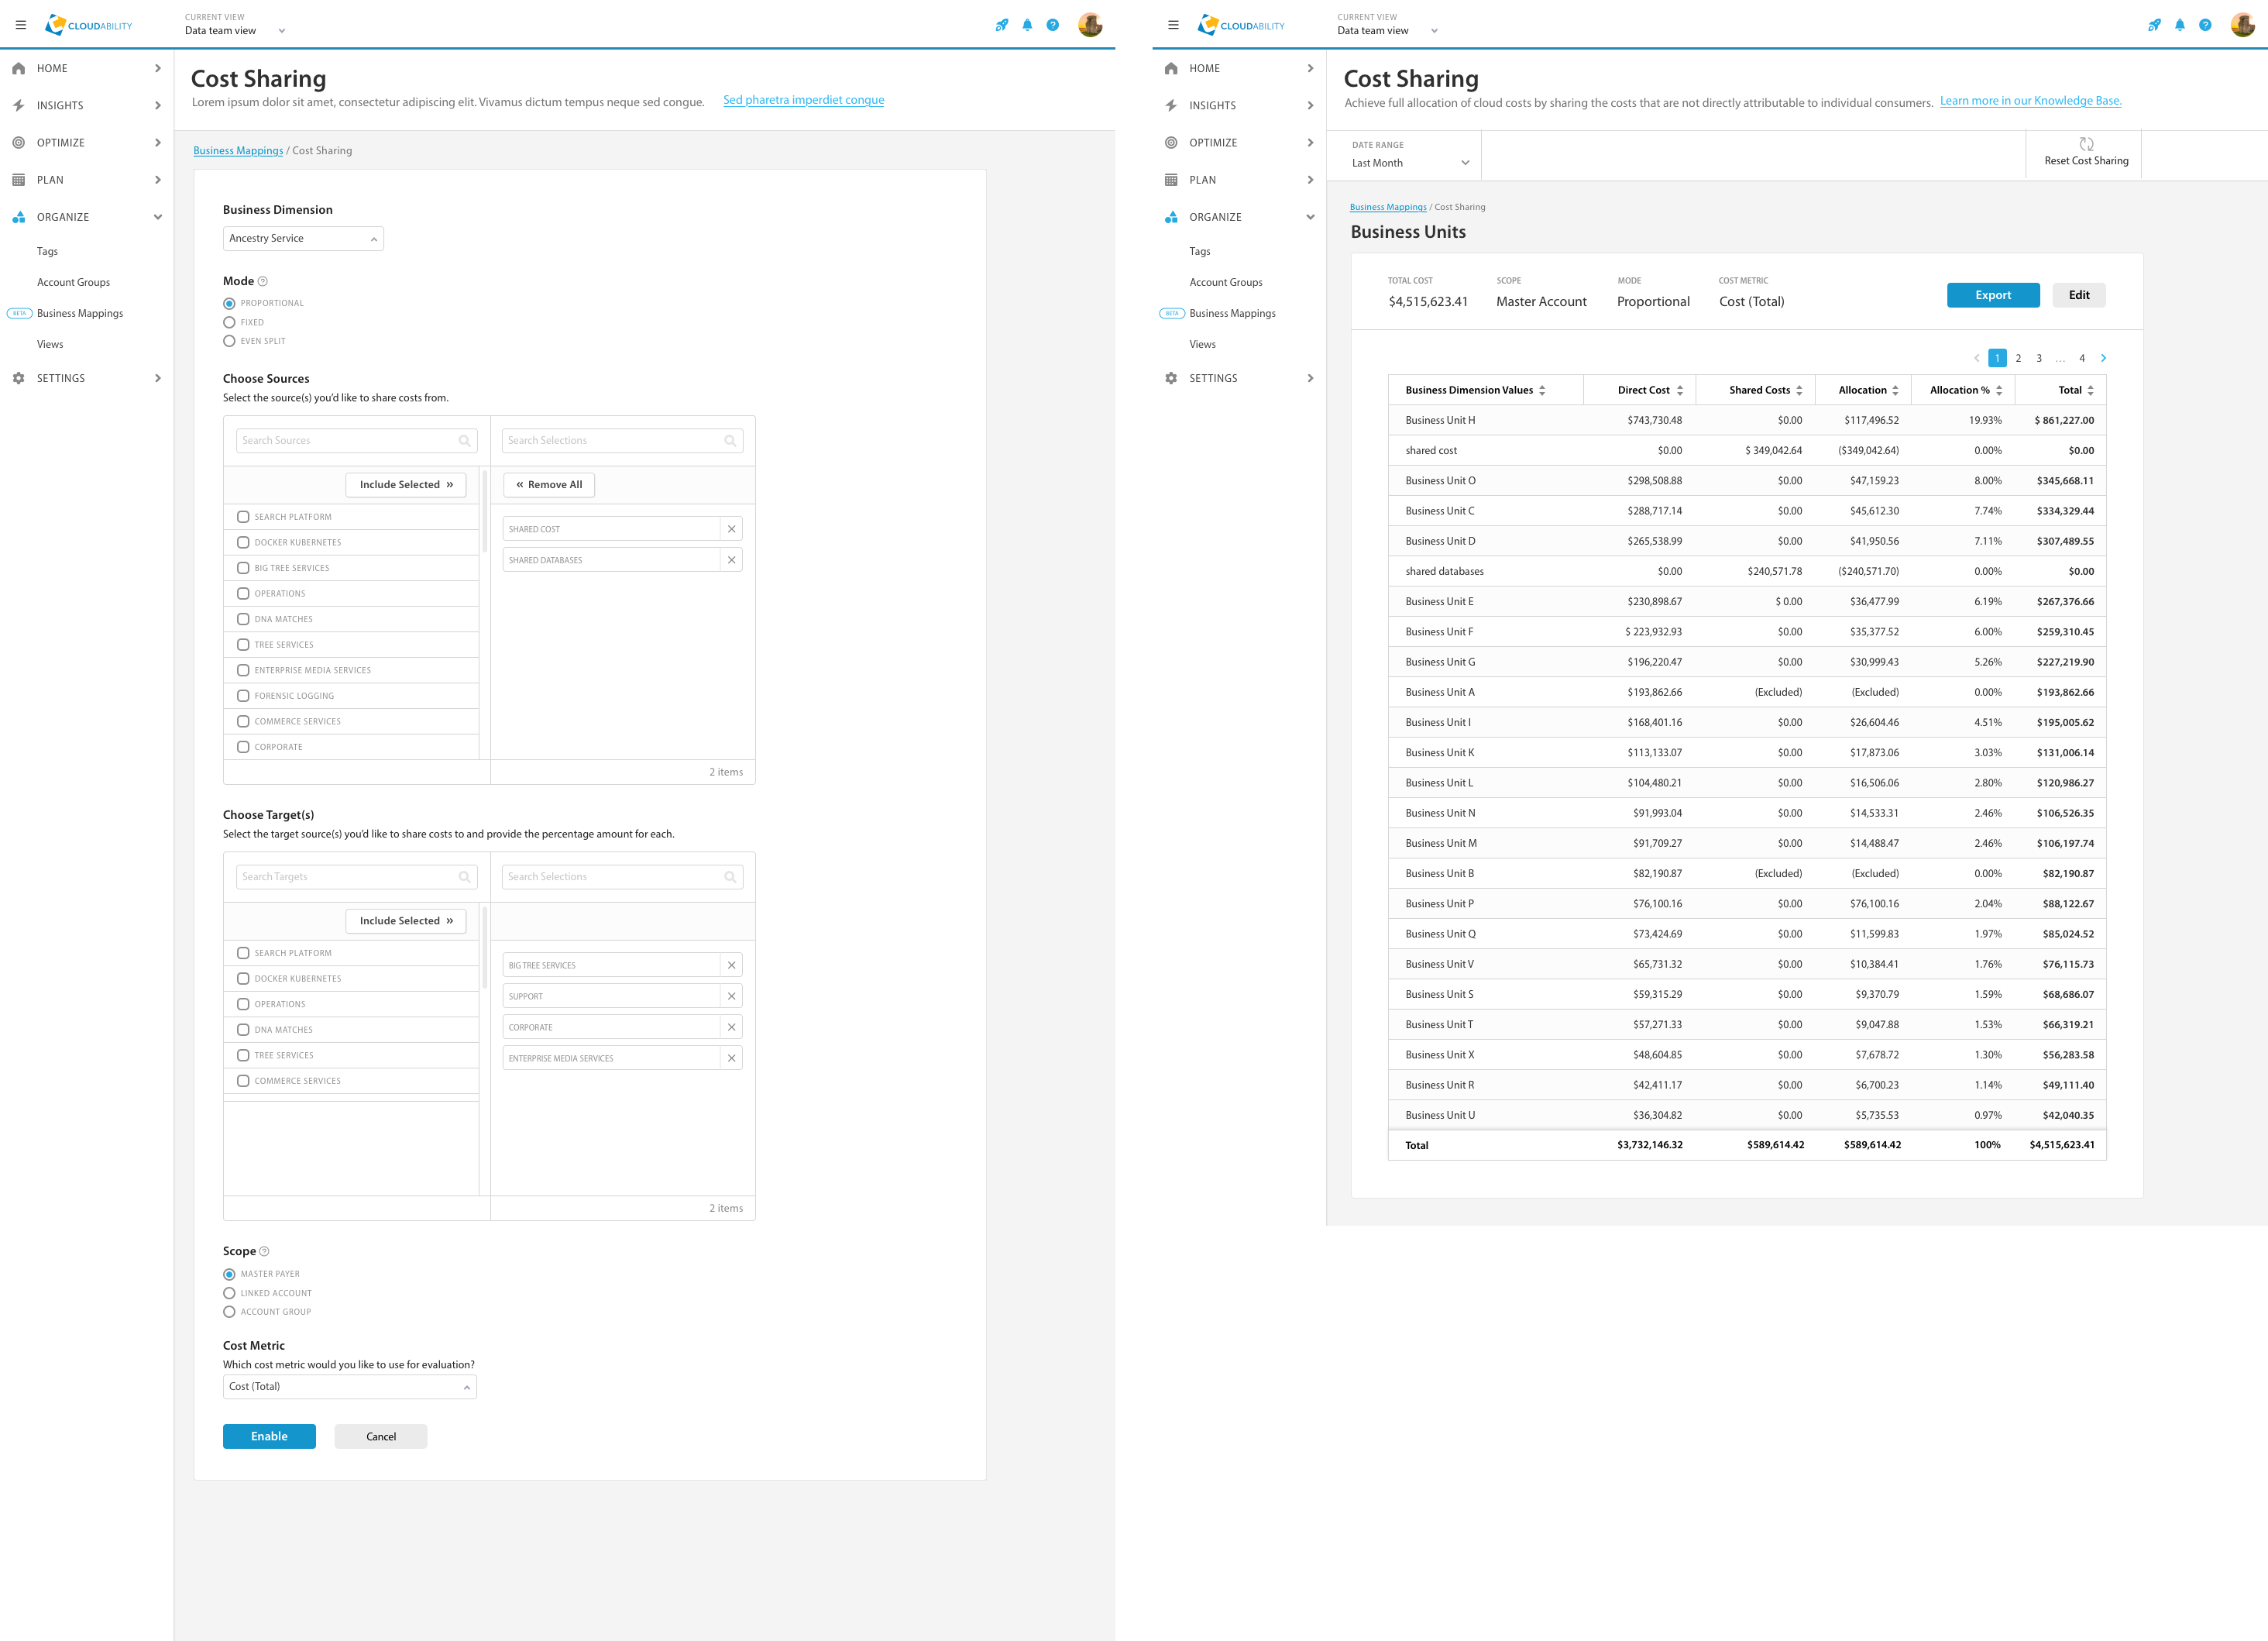 CLOUDABILITY
CURRENT VIEW
Data team view
HOME
INSIGHTS
OPTIMIZE
PLAN
ORGANIZE
Tags
Account Groups
BETA Business Mappings
Views
SETTINGS
Cost Sharing
Lorem ipsum dolor sit amet, consectetur adipiscing elit. Vivamus dictum tempus neque sed congue. Sed pharetra imperdiet congue
Business Mappings / Cost Sharing
Business Dimension
Ancestry Service
Mode ?
PROPORTIONAL
FIXED
EVEN SPLIT
Choose Sources
Select the source(s) you'd like to share costs from.
Search Sources
Search Selections
Include Selected »
« Remove All
SEARCH PLATFORM
DOCKER KUBERNETES
BIG TREE SERVICES
OPERATIONS
DNA MATCHES
TREE SERVICES
ENTERPRISE MEDIA SERVICES
FORENSIC LOGGING
COMMERCE SERVICES
CORPORATE
SHARED COST
SHARED DATABASES
2 items
Choose Target(s)
Select the target source(s) you'd like to share costs to and provide the percentage amount for each.
Search Targets
Search Selections
Include Selected »
SEARCH PLATFORM
DOCKER KUBERNETES
OPERATIONS
DNA MATCHES
TREE SERVICES
COMMERCE SERVICES
BIG TREE SERVICES
SUPPORT
CORPORATE
ENTERPRISE MEDIA SERVICES
2 items
Scope ?
MASTER PAYER
LINKED ACCOUNT
ACCOUNT GROUP
Cost Metric
Which cost metric would you like to use for evaluation?
Cost (Total)
Enable
Cancel
CLOUDABILITY
CURRENT VIEW
Data team view
HOME
INSIGHTS
OPTIMIZE
PLAN
ORGANIZE
Tags
Account Groups
BETA Business Mappings
Views
SETTINGS
Cost Sharing
Achieve full allocation of cloud costs by sharing the costs that are not directly attributable to individual consumers. Learn more in our Knowledge Base.
DATE RANGE
Last Month
Reset Cost Sharing
Business Mappings / Cost Sharing
Business Units
TOTAL COST SCOPE MODE COST METRIC
$4,515,623.41 Master Account Proportional Cost (Total)
Export
Edit
1 2 3 ... 4
Business Dimension Values Direct Cost Shared Costs Allocation Allocation % Total
Business Unit H $743,730.48 $0.00 $117,496.52 19.93% $ 861,227.00
shared cost $0.00 $ 349,042.64 ($349,042.64) 0.00% $0.00
Business Unit O $298,508.88 $0.00 $47,159.23 8.00% $345,668.11
Business Unit C $288,717.14 $0.00 $45,612.30 7.74% $334,329.44
Business Unit D $265,538.99 $0.00 $41,950.56 7.11% $307,489.55
shared databases $0.00 $240,571.78 ($240,571.70) 0.00% $0.00
Business Unit E $230,898.67 $ 0.00 $36,477.99 6.19% $267,376.66
Business Unit F $ 223,932.93 $0.00 $35,377.52 6.00% $259,310.45
Business Unit G $196,220.47 $0.00 $30,999.43 5.26% $227,219.90
Business Unit A $193,862.66 (Excluded) (Excluded) 0.00% $193,862.66
Business Unit I $168,401.16 $0.00 $26,604.46 4.51% $195,005.62
Business Unit K $113,133.07 $0.00 $17,873.06 3.03% $131,006.14
Business Unit L $104,480.21 $0.00 $16,506.06 2.80% $120,986.27
Business Unit N $91,993.04 $0.00 $14,533.31 2.46% $106,526.35
Business Unit M $91,709.27 $0.00 $14,488.47 2.46% $106,197.74
Business Unit B $82,190.87 (Excluded) (Excluded) 0.00% $82,190.87
Business Unit P $76,100.16 $0.00 $76,100.16 2.04% $88,122.67
Business Unit Q $73,424.69 $0.00 $11,599.83 1.97% $85,024.52
Business Unit V $65,731.32 $0.00 $10,384.41 1.76% $76,115.73
Business Unit S $59,315.29 $0.00 $9,370.79 1.59% $68,686.07
Business Unit T $57,271.33 $0.00 $9,047.88 1.53% $66,319.21
Business Unit X $48,604.85 $0.00 $7,678.72 1.30% $56,283.58
Business Unit R $42,411.17 $0.00 $6,700.23 1.14% $49,111.40
Business Unit U $36,304.82 $0.00 $5,735.53 0.97% $42,040.35
Total $3,732,146.32 $589,614.42 $589,614.42 100% $4,515,623.41